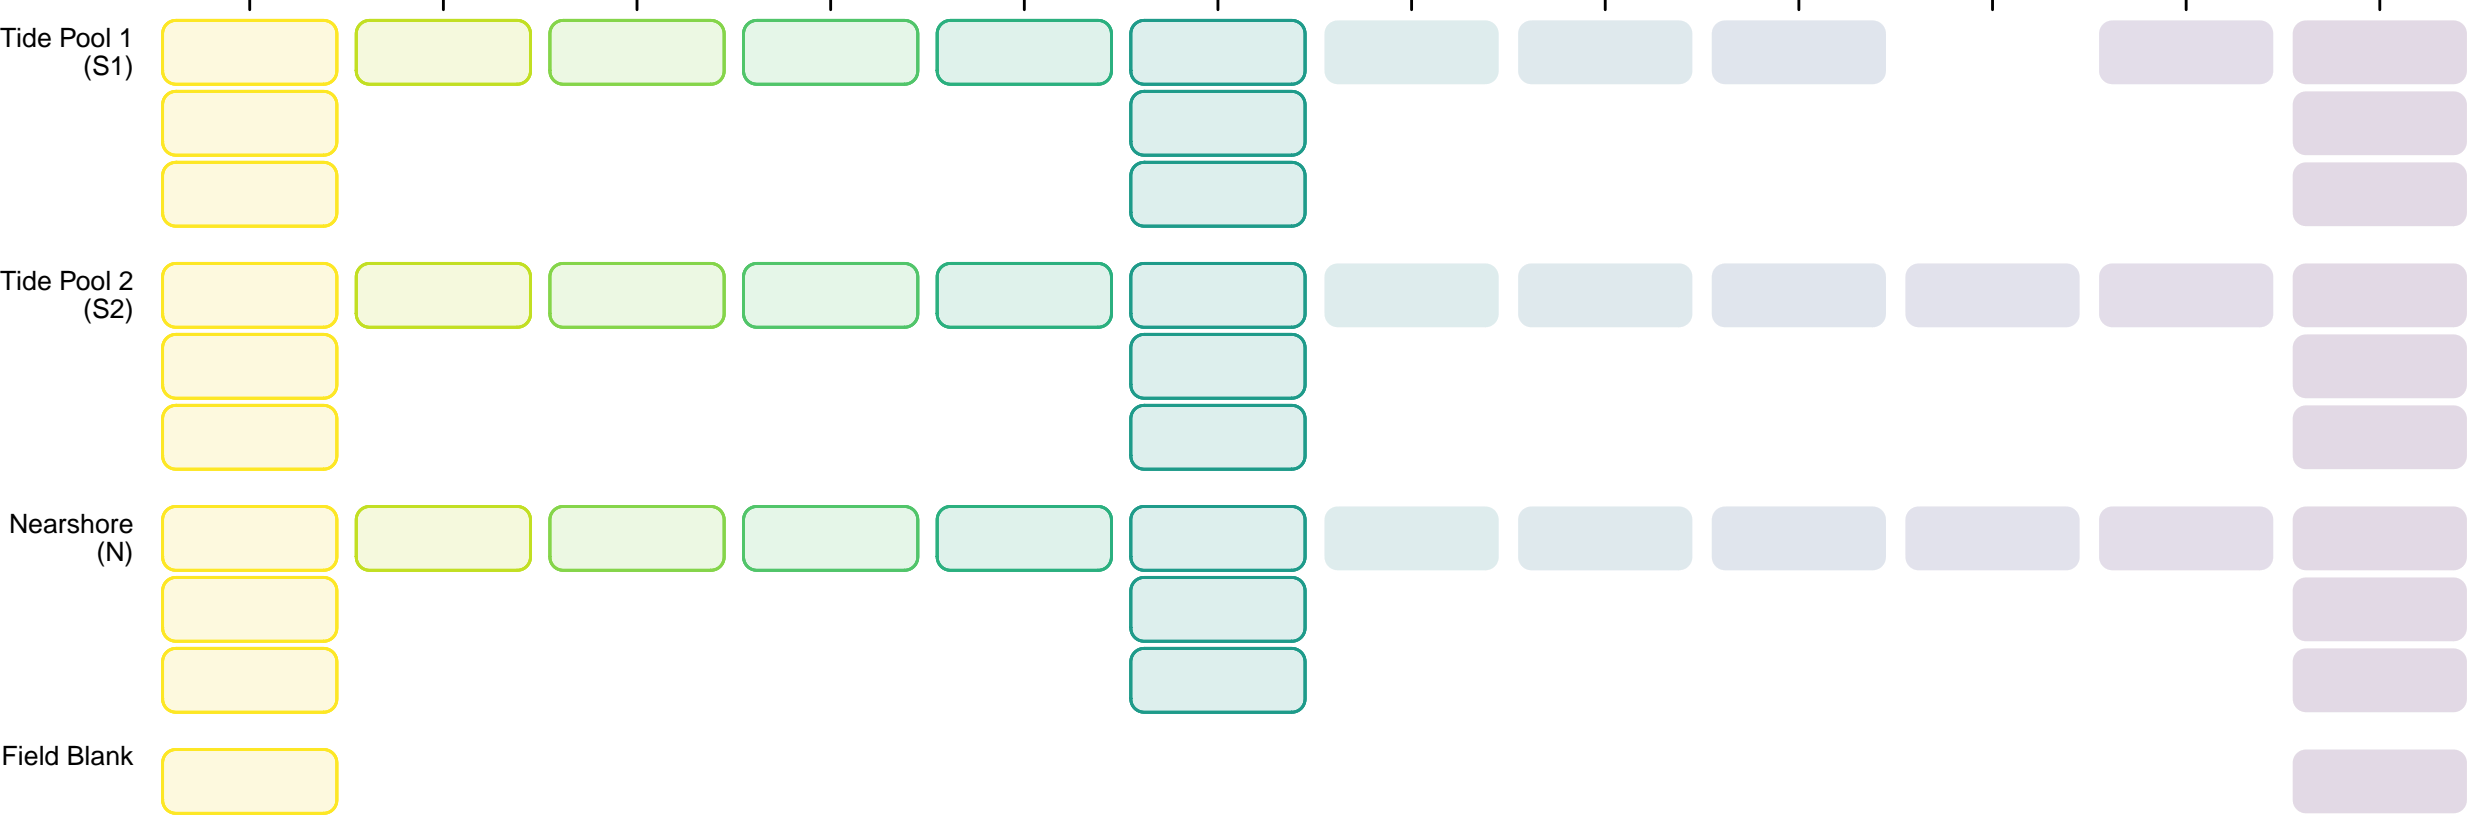 Tide Pool 1
(S1)
Tide Pool 2
(S2)
Nearshore
(N)
Field Blank